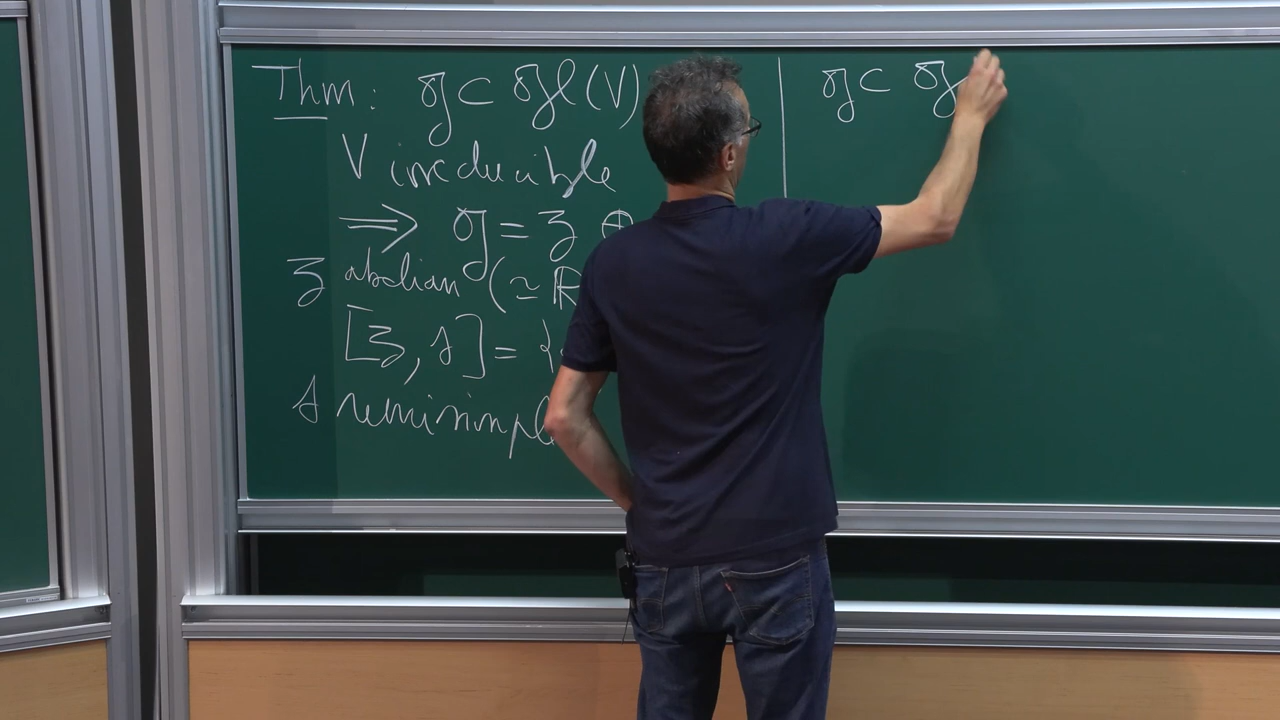 Thm: 𝔤 ⊂ 𝔤l(V)
V irreducible
⟹ 𝔤 = 𝔷 ⊕
𝔷 abelian (≃ ℝ
[𝔷, 𝔰] = {
𝔰 semisimple
𝔤 ⊂ 𝔤